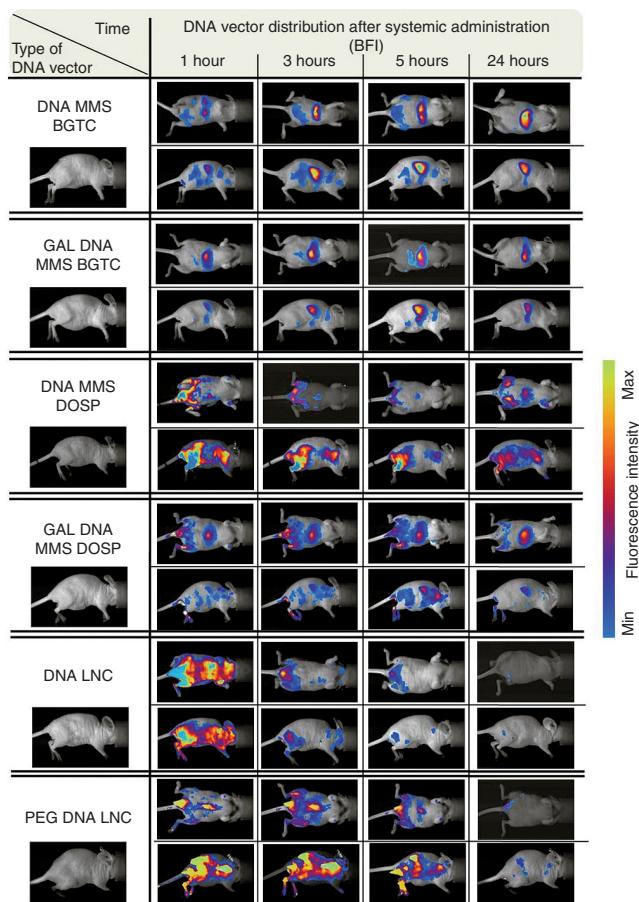 Time
Type of
DNA vector
DNA vector distribution after systemic administration
(BFI)
1 hour 3 hours 5 hours 24 hours
DNA MMS
BGTC
GAL DNA
MMS BGTC
DNA MMS
DOSP
GAL DNA
MMS DOSP
DNA LNC
PEG DNA LNC
Min Fluorescence intensity Max